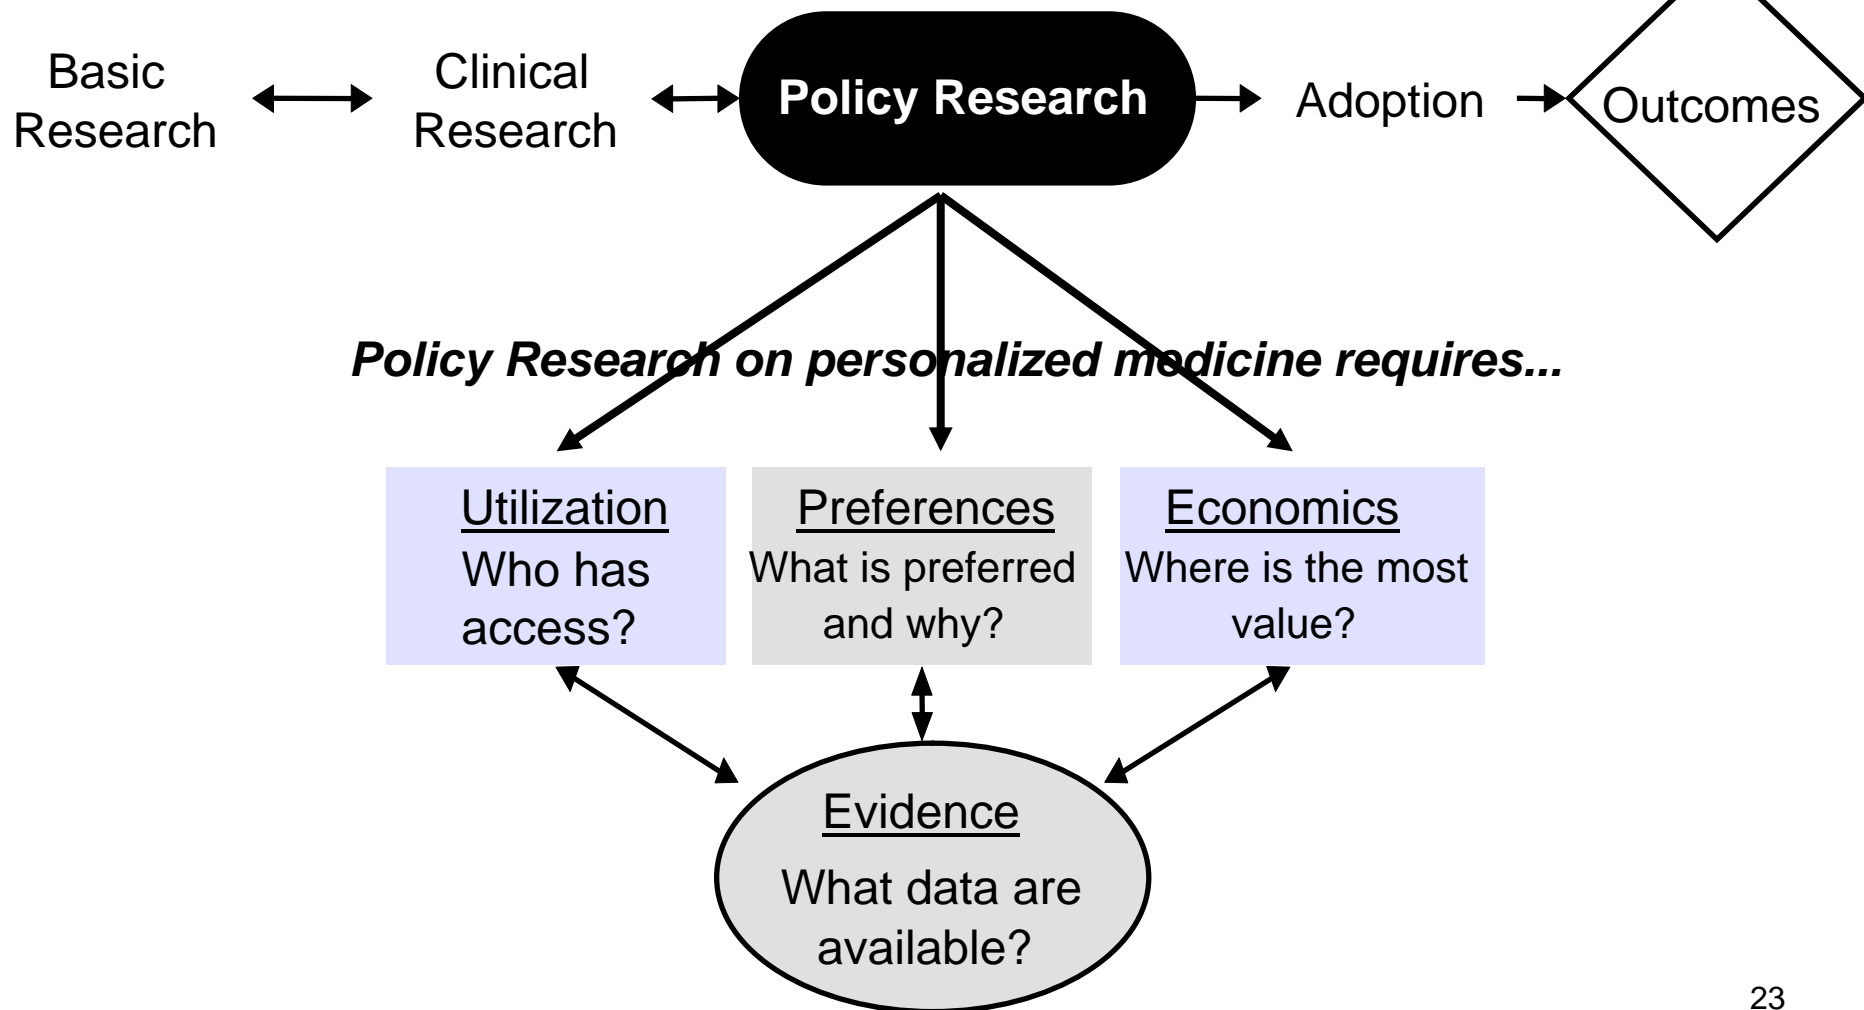 Basic
Research
Clinical
Research
Policy Research
Adoption
Outcomes
Policy Research on personalized medicine requires...
Utilization
Who has
access?
Preferences
What is preferred
and why?
Economics
Where is the most
value?
Evidence
What data are
available?
23